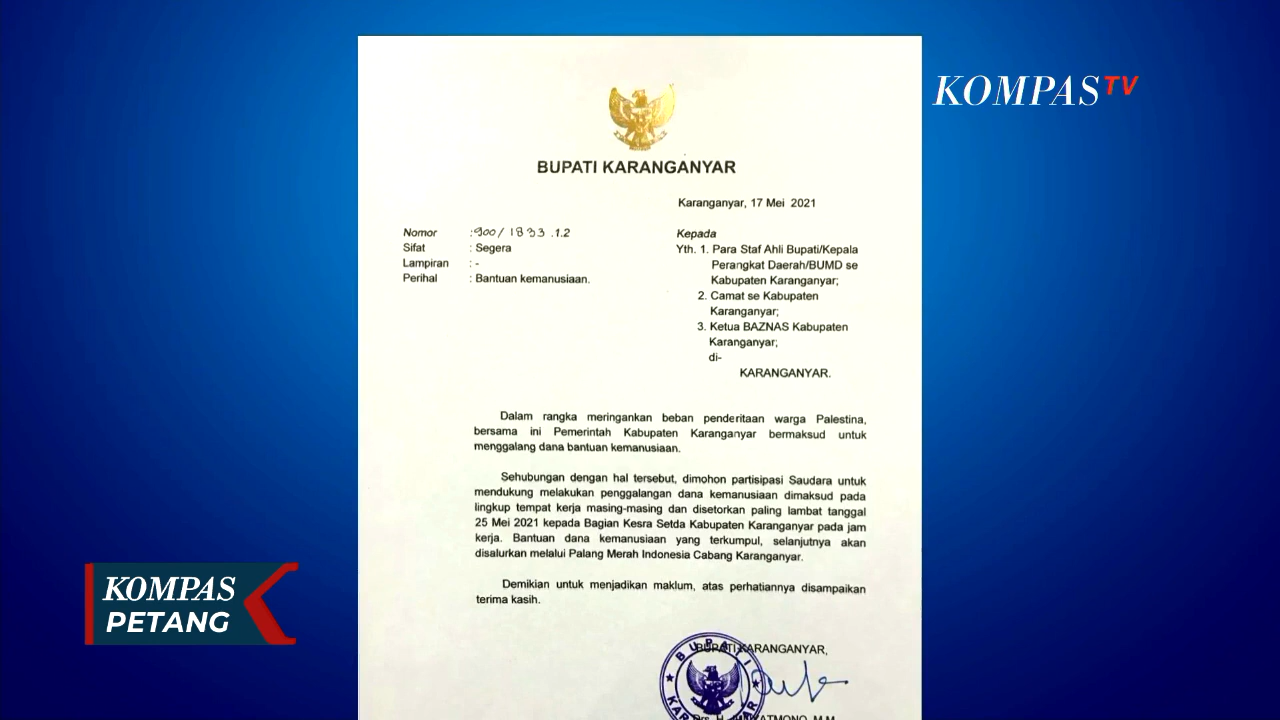 KOMPAS TV
BUPATI KARANGANYAR
Karanganyar, 17 Mei 2021
Nomor : 900/ 1833 .1.2
Sifat : Segera
Lampiran : -
Perihal : Bantuan kemanusiaan.
Kepada
Yth. 1. Para Staf Ahli Bupati/Kepala
Perangkat Daerah/BUMD se
Kabupaten Karanganyar;
2. Camat se Kabupaten
Karanganyar;
3. Ketua BAZNAS Kabupaten
Karanganyar;
di-
KARANGANYAR.
Dalam rangka meringankan beban penderitaan warga Palestina,
bersama ini Pemerintah Kabupaten Karanganyar bermaksud untuk
menggalang dana bantuan kemanusiaan.
Sehubungan dengan hal tersebut, dimohon partisipasi Saudara untuk
mendukung melakukan penggalangan dana kemanusiaan dimaksud pada
lingkup tempat kerja masing-masing dan disetorkan paling lambat tanggal
25 Mei 2021 kepada Bagian Kesra Setda Kabupaten Karanganyar pada jam
kerja. Bantuan dana kemanusiaan yang terkumpul, selanjutnya akan
disalurkan melalui Palang Merah Indonesia Cabang Karanganyar.
Demikian untuk menjadikan maklum, atas perhatiannya disampaikan
terima kasih.
BUPATI KARANGANYAR,
BUPATI
KOMPAS
PETANG